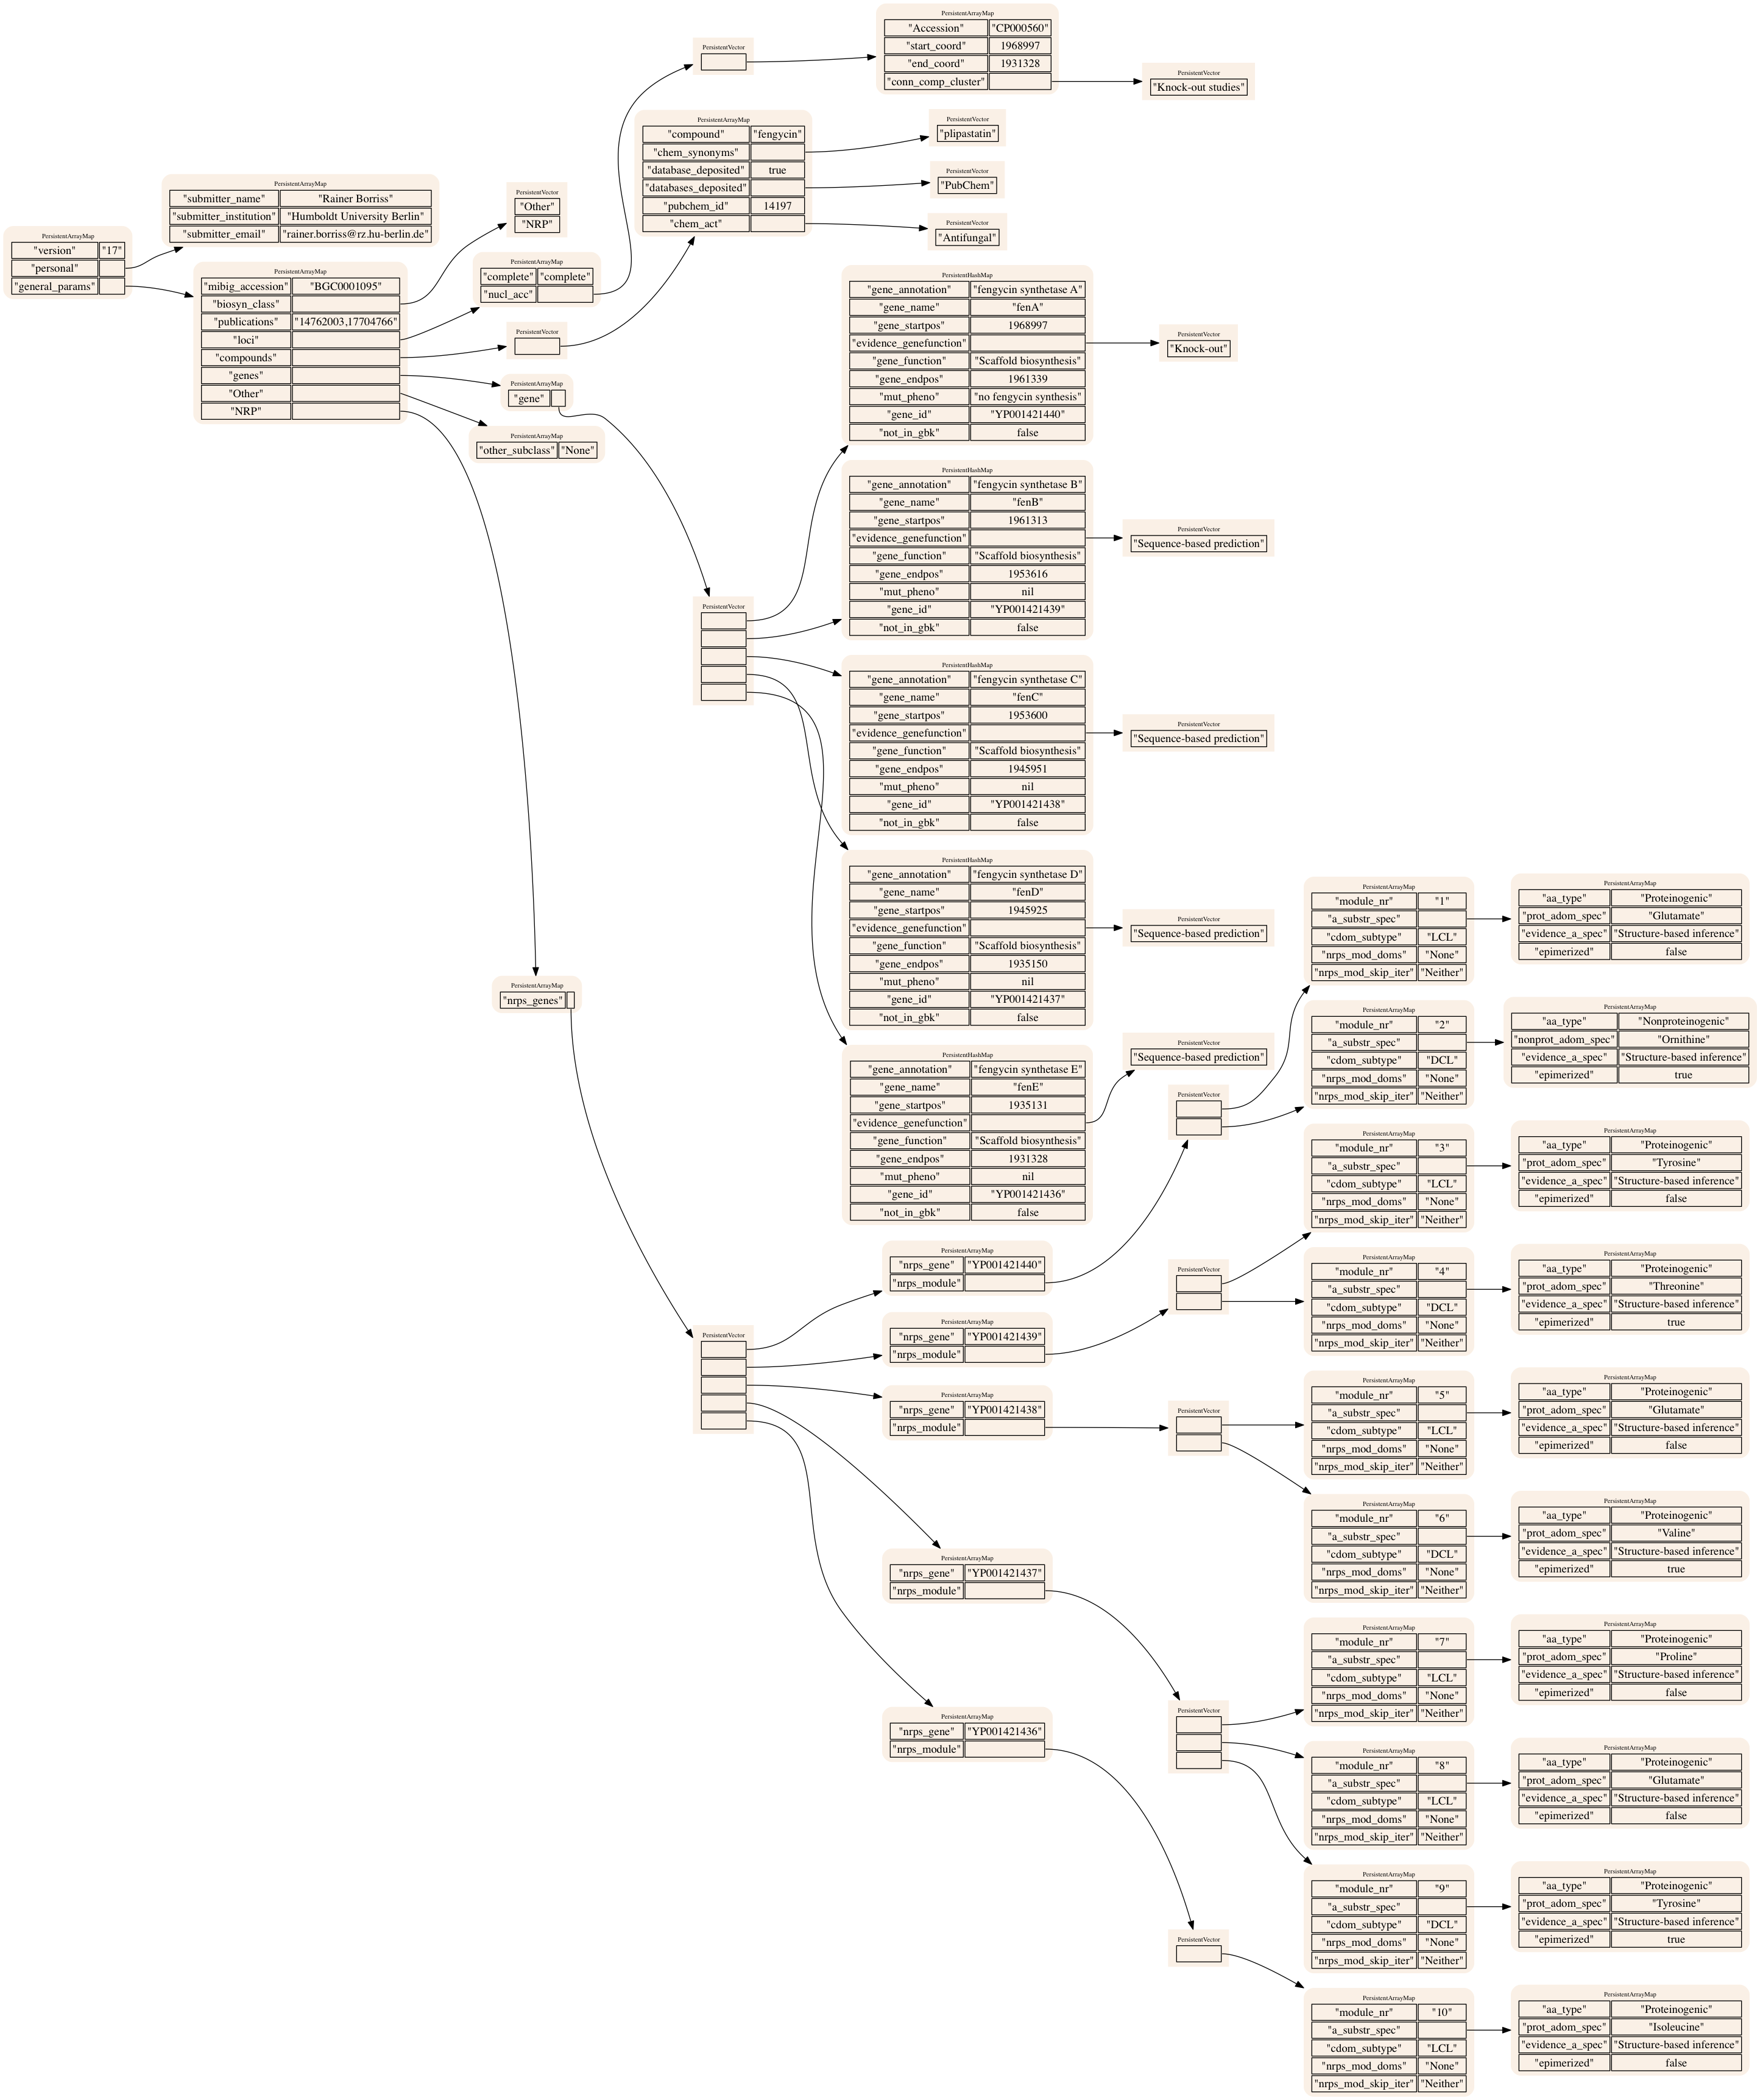 PersistentArrayMap
"version" "17"
"personal"
"general_params"
PersistentArrayMap
"submitter_name" "Rainer Borriss"
"submitter_institution" "Humboldt University Berlin"
"submitter_email" "rainer.borriss@rz.hu-berlin.de"
PersistentArrayMap
"mibig_accession" "BGC0001095"
"biosyn_class"
"publications" "14762003,17704766"
"loci"
"compounds"
"genes"
"Other"
"NRP"
PersistentVector
"Other"
"NRP"
PersistentArrayMap
"complete" "complete"
"nucl_acc"
PersistentVector
PersistentArrayMap
"gene"
PersistentArrayMap
"other_subclass" "None"
PersistentArrayMap
"nrps_genes"
PersistentVector
PersistentArrayMap
"Accession" "CP000560"
"start_coord" 1968997
"end_coord" 1931328
"conn_comp_cluster"
PersistentVector
"Knock-out studies"
PersistentArrayMap
"compound" "fengycin"
"chem_synonyms"
"database_deposited" true
"databases_deposited"
"pubchem_id" 14197
"chem_act"
PersistentVector
"plipastatin"
PersistentVector
"PubChem"
PersistentVector
"Antifungal"
PersistentVector
PersistentHashMap
"gene_annotation" "fengycin synthetase A"
"gene_name" "fenA"
"gene_startpos" 1968997
"evidence_genefunction"
"gene_function" "Scaffold biosynthesis"
"gene_endpos" 1961339
"mut_pheno" "no fengycin synthesis"
"gene_id" "YP001421440"
"not_in_gbk" false
PersistentVector
"Knock-out"
PersistentHashMap
"gene_annotation" "fengycin synthetase B"
"gene_name" "fenB"
"gene_startpos" 1961313
"evidence_genefunction"
"gene_function" "Scaffold biosynthesis"
"gene_endpos" 1953616
"mut_pheno" nil
"gene_id" "YP001421439"
"not_in_gbk" false
PersistentVector
"Sequence-based prediction"
PersistentHashMap
"gene_annotation" "fengycin synthetase C"
"gene_name" "fenC"
"gene_startpos" 1953600
"evidence_genefunction"
"gene_function" "Scaffold biosynthesis"
"gene_endpos" 1945951
"mut_pheno" nil
"gene_id" "YP001421438"
"not_in_gbk" false
PersistentVector
"Sequence-based prediction"
PersistentHashMap
"gene_annotation" "fengycin synthetase D"
"gene_name" "fenD"
"gene_startpos" 1945925
"evidence_genefunction"
"gene_function" "Scaffold biosynthesis"
"gene_endpos" 1935150
"mut_pheno" nil
"gene_id" "YP001421437"
"not_in_gbk" false
PersistentVector
"Sequence-based prediction"
PersistentHashMap
"gene_annotation" "fengycin synthetase E"
"gene_name" "fenE"
"gene_startpos" 1935131
"evidence_genefunction"
"gene_function" "Scaffold biosynthesis"
"gene_endpos" 1931328
"mut_pheno" nil
"gene_id" "YP001421436"
"not_in_gbk" false
PersistentVector
"Sequence-based prediction"
PersistentVector
PersistentArrayMap
"nrps_gene" "YP001421440"
"nrps_module"
PersistentVector
PersistentArrayMap
"module_nr" "1"
"a_substr_spec"
"cdom_subtype" "LCL"
"nrps_mod_doms" "None"
"nrps_mod_skip_iter" "Neither"
PersistentArrayMap
"aa_type" "Proteinogenic"
"prot_adom_spec" "Glutamate"
"evidence_a_spec" "Structure-based inference"
"epimerized" false
PersistentArrayMap
"module_nr" "2"
"a_substr_spec"
"cdom_subtype" "DCL"
"nrps_mod_doms" "None"
"nrps_mod_skip_iter" "Neither"
PersistentArrayMap
"aa_type" "Nonproteinogenic"
"nonprot_adom_spec" "Ornithine"
"evidence_a_spec" "Structure-based inference"
"epimerized" true
PersistentArrayMap
"nrps_gene" "YP001421439"
"nrps_module"
PersistentVector
PersistentArrayMap
"module_nr" "3"
"a_substr_spec"
"cdom_subtype" "LCL"
"nrps_mod_doms" "None"
"nrps_mod_skip_iter" "Neither"
PersistentArrayMap
"aa_type" "Proteinogenic"
"prot_adom_spec" "Tyrosine"
"evidence_a_spec" "Structure-based inference"
"epimerized" false
PersistentArrayMap
"module_nr" "4"
"a_substr_spec"
"cdom_subtype" "DCL"
"nrps_mod_doms" "None"
"nrps_mod_skip_iter" "Neither"
PersistentArrayMap
"aa_type" "Proteinogenic"
"prot_adom_spec" "Threonine"
"evidence_a_spec" "Structure-based inference"
"epimerized" true
PersistentArrayMap
"nrps_gene" "YP001421438"
"nrps_module"
PersistentVector
PersistentArrayMap
"module_nr" "5"
"a_substr_spec"
"cdom_subtype" "LCL"
"nrps_mod_doms" "None"
"nrps_mod_skip_iter" "Neither"
PersistentArrayMap
"aa_type" "Proteinogenic"
"prot_adom_spec" "Glutamate"
"evidence_a_spec" "Structure-based inference"
"epimerized" false
PersistentArrayMap
"module_nr" "6"
"a_substr_spec"
"cdom_subtype" "DCL"
"nrps_mod_doms" "None"
"nrps_mod_skip_iter" "Neither"
PersistentArrayMap
"aa_type" "Proteinogenic"
"prot_adom_spec" "Valine"
"evidence_a_spec" "Structure-based inference"
"epimerized" true
PersistentArrayMap
"nrps_gene" "YP001421437"
"nrps_module"
PersistentVector
PersistentArrayMap
"module_nr" "7"
"a_substr_spec"
"cdom_subtype" "LCL"
"nrps_mod_doms" "None"
"nrps_mod_skip_iter" "Neither"
PersistentArrayMap
"aa_type" "Proteinogenic"
"prot_adom_spec" "Proline"
"evidence_a_spec" "Structure-based inference"
"epimerized" false
PersistentArrayMap
"module_nr" "8"
"a_substr_spec"
"cdom_subtype" "LCL"
"nrps_mod_doms" "None"
"nrps_mod_skip_iter" "Neither"
PersistentArrayMap
"aa_type" "Proteinogenic"
"prot_adom_spec" "Glutamate"
"evidence_a_spec" "Structure-based inference"
"epimerized" false
PersistentArrayMap
"module_nr" "9"
"a_substr_spec"
"cdom_subtype" "DCL"
"nrps_mod_doms" "None"
"nrps_mod_skip_iter" "Neither"
PersistentArrayMap
"aa_type" "Proteinogenic"
"prot_adom_spec" "Tyrosine"
"evidence_a_spec" "Structure-based inference"
"epimerized" true
PersistentArrayMap
"nrps_gene" "YP001421436"
"nrps_module"
PersistentVector
PersistentArrayMap
"module_nr" "10"
"a_substr_spec"
"cdom_subtype" "LCL"
"nrps_mod_doms" "None"
"nrps_mod_skip_iter" "Neither"
PersistentArrayMap
"aa_type" "Proteinogenic"
"prot_adom_spec" "Isoleucine"
"evidence_a_spec" "Structure-based inference"
"epimerized" false